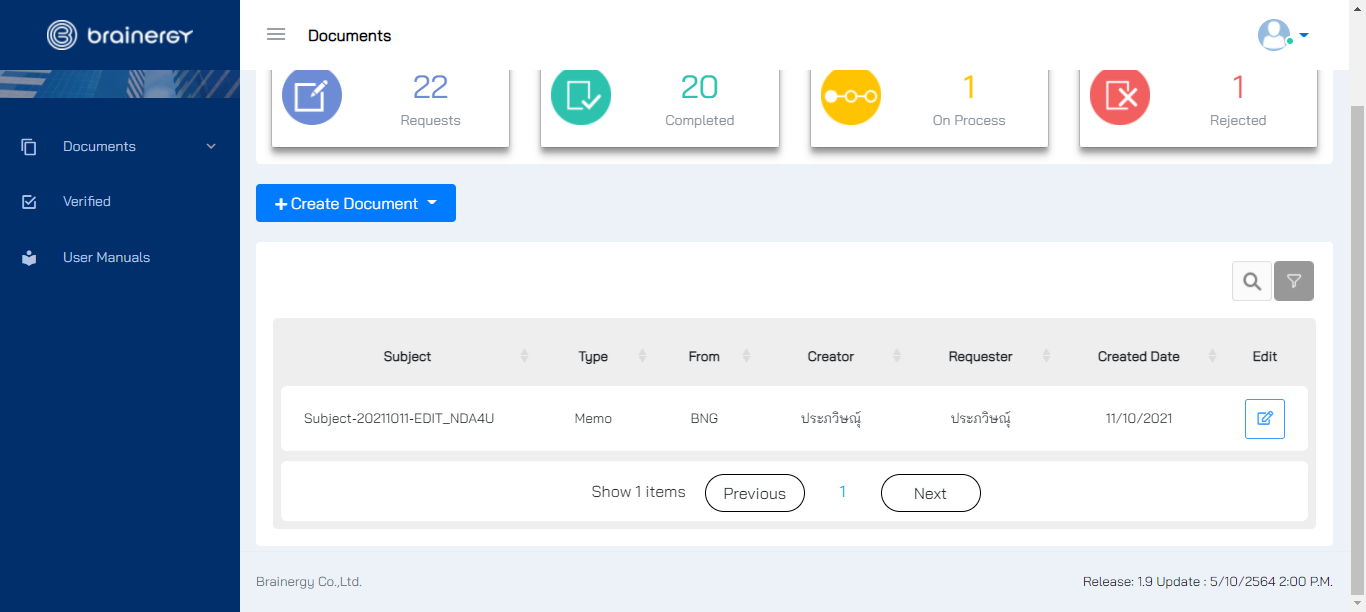 brainergy
Documents
22
Requests
20
Completed
1
On Process
1
Rejected
Documents
Verified
User Manuals
Create Document
Subject Type From Creator Requester Created Date Edit
Subject-20211011-EDIT_NDA4U Memo BNG ประภวิษณุ์ ประภวิษณุ์ 11/10/2021
Show 1 items Previous 1 Next
Brainergy Co.,Ltd.
Release: 1.9 Update : 5/10/2564 2:00 P.M.